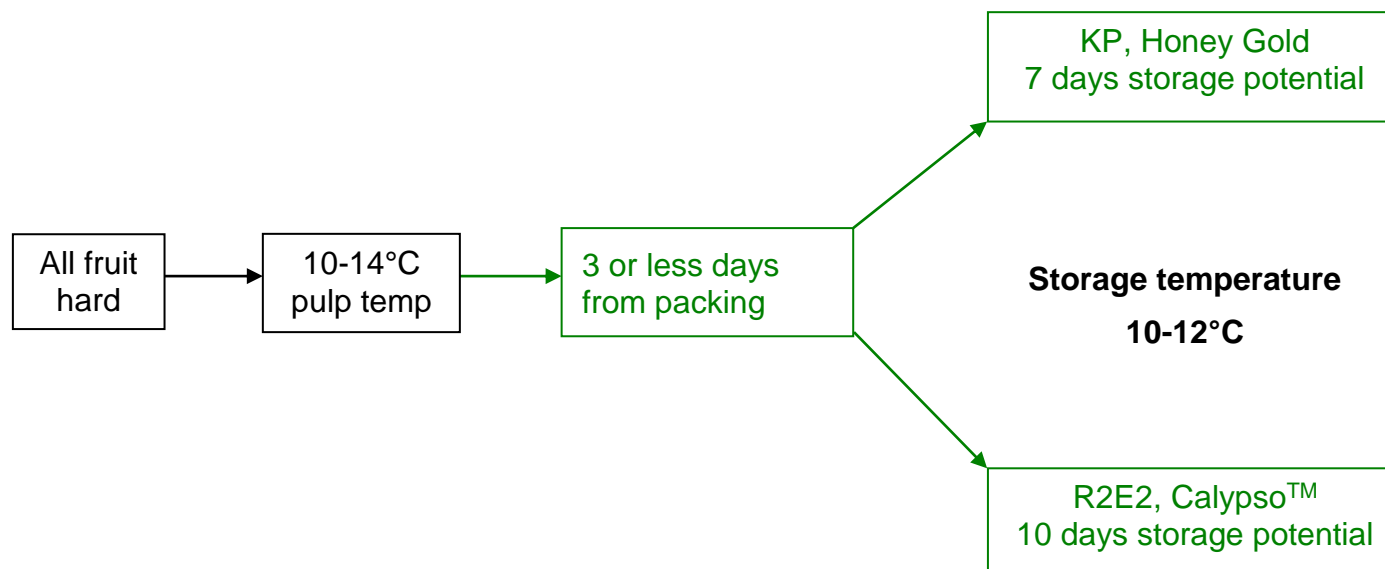 KP, Honey Gold
7 days storage potential
All fruit
hard
10-14°C
pulp temp
3 or less days
from packing
Storage temperature
10-12°C
R2E2, Calypso™
10 days storage potential